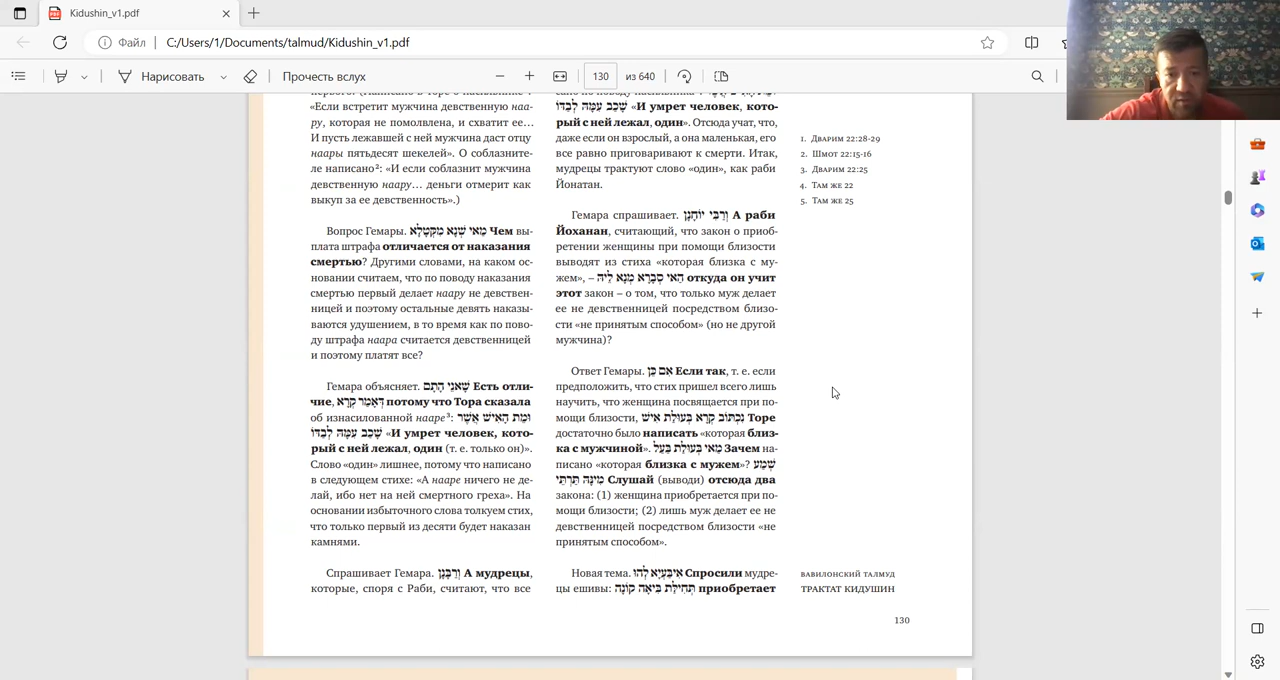 Kidushin_v1.pdf
Файл
C:/Users/1/Documents/talmud/Kidushin_v1.pdf
Нарисовать
Прочесть вслух
130
из 640
«Если встретит мужчина девственную наа-
ру, которая не помолвлена, и схватит ее…
И пусть лежавший с ней мужчина даст отцу
наары пятьдесят шекелей». О соблазните-
ле написано²: «И если соблазнит мужчина
девственную наару… деньги отмерит как
выкуп за ее девственность».)
Вопрос Гемары. מַאי שְׁנָא מִקְּטָלָא Чем вы-
плата штрафа отличается от наказания
смертью? Другими словами, на каком ос-
новании считаем, что по поводу наказания
смертью первый делает наару не девствен-
ницей и поэтому остальные девять наказы-
ваются удушением, в то время как по пово-
ду штрафа наара считается девственницей
и поэтому платят все?
Гемара объясняет. שָׁאנֵי הָתָם Есть отли-
чие, דְּאָמַר קְרָא потому что Тора сказала
об изнасилованной нааре³: וּמֵת הָאִישׁ אֲשֶׁר
שָׁכַב עִמָּהּ לְבַדּוֹ «И умрет человек, кото-
рый с ней лежал, один (т. е. только он)».
Слово «один» лишнее, потому что написано
в следующем стихе: «А нааре ничего не де-
лай, ибо нет на ней смертного греха». На
основании избыточного слова толкуем стих,
что только первый из десяти будет наказан
камнями.
Спрашивает Гемара. וְרַבָּנָן А мудрецы,
которые, споря с Раби, считают, что все
שָׁכַב עִמָּהּ לְבַדּוֹ «И умрет человек, кото-
рый с ней лежал, один». Отсюда учат, что,
даже если он взрослый, а она маленькая, его
все равно приговаривают к смерти. Итак,
мудрецы трактуют слово «один», как раби
Йонатан.
Гемара спрашивает. וְרַבִּי יוֹחָנָן А раби
Йоханан, считающий, что закон о приоб-
ретении женщины при помощи близости
выводят из стиха «которая близка с му-
жем», – הַאי סְבָרָא מְנָא לֵיהּ откуда он учит
этот закон – о том, что только муж делает
ее не девственницей посредством близо-
сти «не принятым способом» (но не другой
мужчина)?
Ответ Гемары. אִם כֵּן Если так, т. е. если
предположить, что стих пришел всего лишь
научить, что женщина посвящается при по-
мощи близости, נִכְתּוֹב קְרָא בְּעוּלַת אִישׁ Торе
достаточно было написать «которая близ-
ка с мужчиной». מַאי בְּעוּלַת בַּעַל Зачем на-
писано «которая близка с мужем»? שְׁמַע
מִינָּהּ תַּרְתֵּי Слушай (выводи) отсюда два
закона: (1) женщина приобретается при по-
мощи близости; (2) лишь муж делает ее не
девственницей посредством близости «не
принятым способом».
Новая тема. אִיבַּעְיָא לְהוּ Спросили мудре-
цы ешивы: תְּחִילַּת בִּיאָה קוֹנָה приобретает
1. Дварим 22:28-29
2. Шмот 22:15-16
3. Дварим 22:25
4. Там же 22
5. Там же 25
ВАВИЛОНСКИЙ ТАЛМУД
ТРАКТАТ КИДУШИН
130